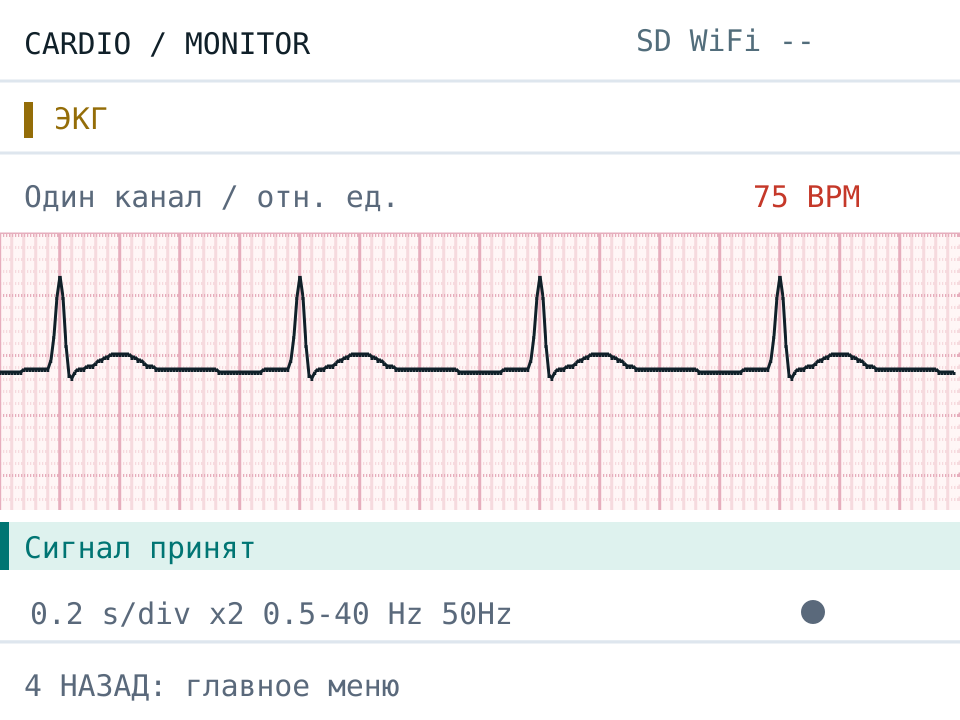 CARDIO / MONITOR
SD WiFi --
ЭКГ
Один канал / отн. ед.
75 BPM
Сигнал принят
0.2 s/div x2 0.5-40 Hz 50Hz
4 НАЗАД: главное меню